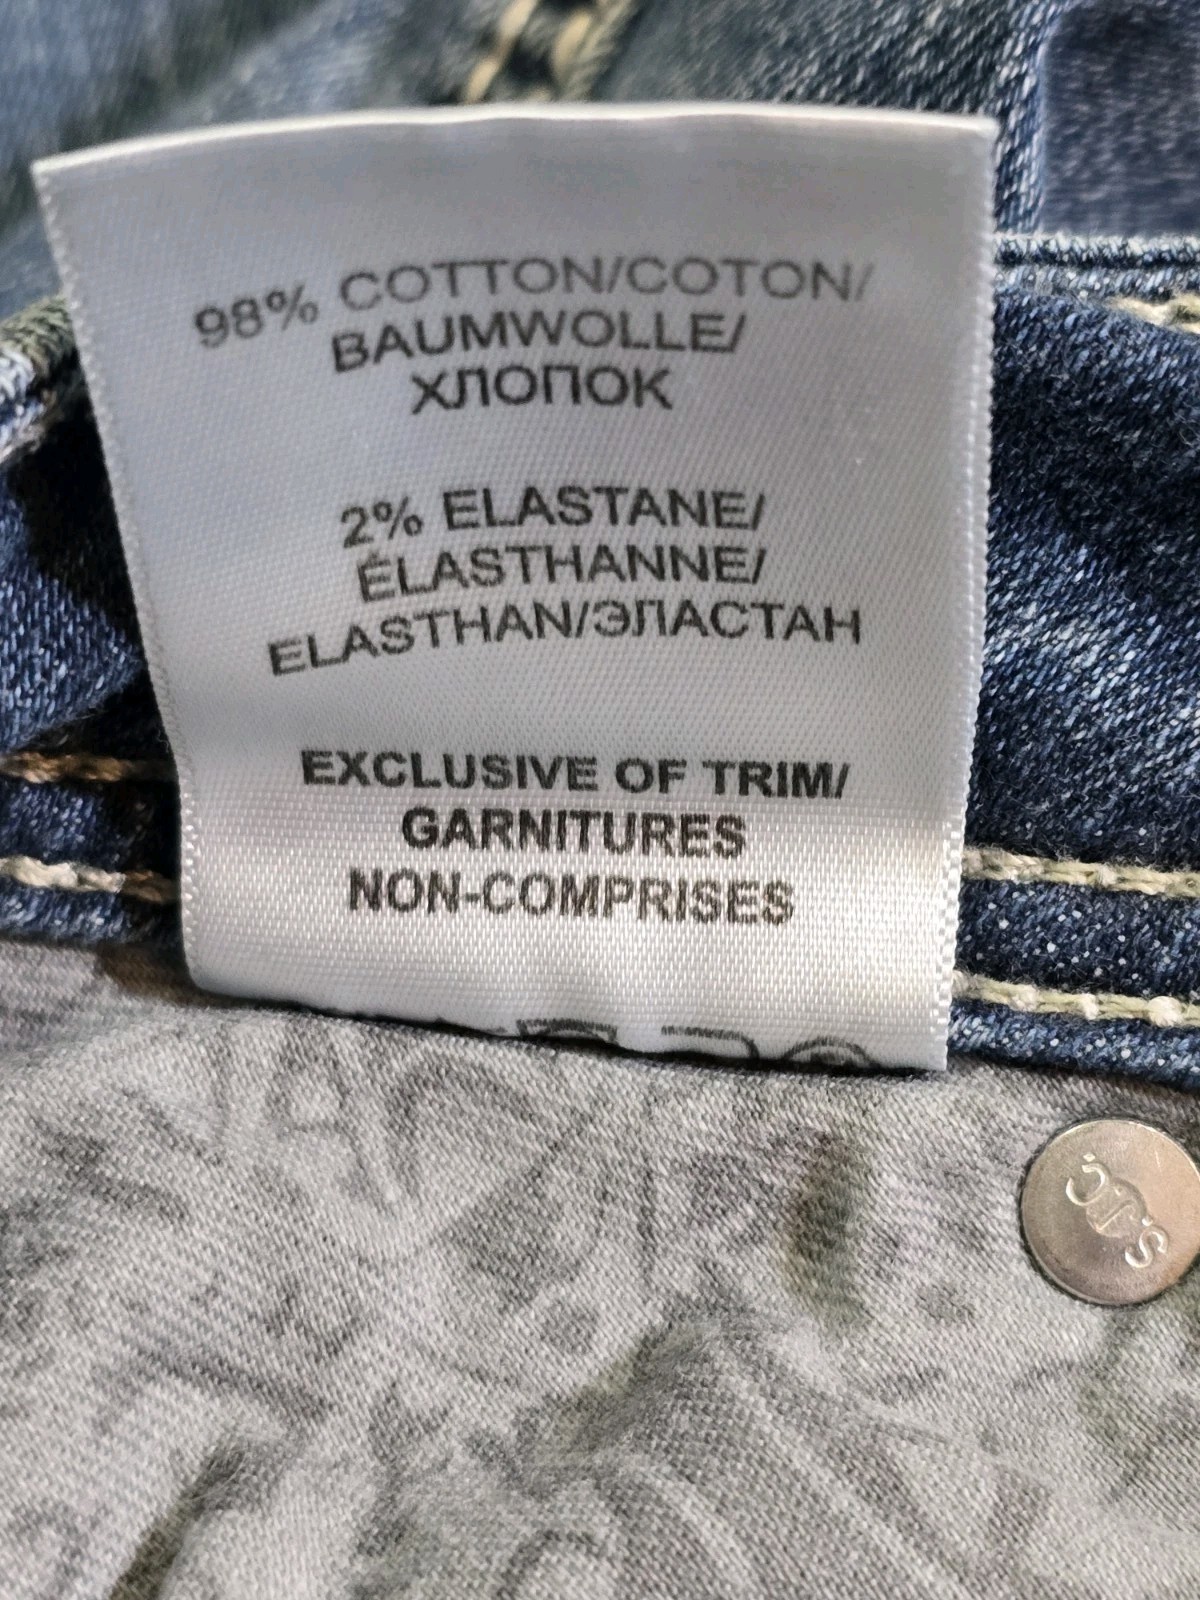 98% COTTON/COTON/
BAUMWOLLE/
ХЛОПОК
2% ELASTANE/
ÉLASTHANNE/
ELASTHAN/ЭЛАСТАН
EXCLUSIVE OF TRIM/
GARNITURES
NON-COMPRISES